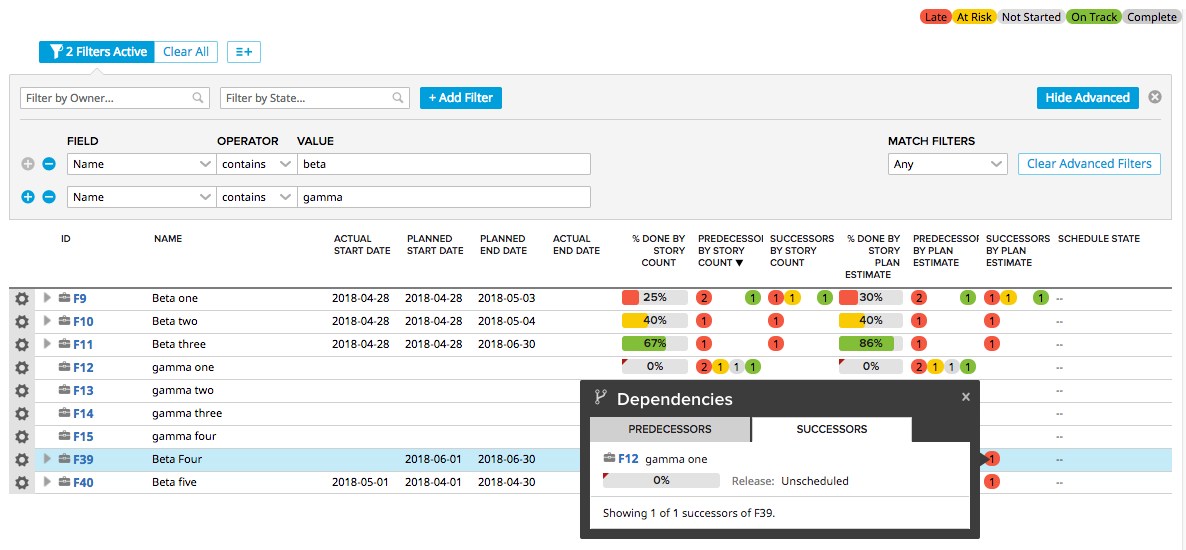 Late At Risk Not Started On Track Complete
2 Filters Active Clear All
Filter by Owner... Filter by State... + Add Filter Hide Advanced
FIELD OPERATOR VALUE MATCH FILTERS
Name contains beta Any Clear Advanced Filters
Name contains gamma
ID NAME ACTUAL START DATE PLANNED START DATE PLANNED END DATE ACTUAL END DATE % DONE BY STORY COUNT PREDECESSOR BY STORY COUNT ▼ SUCCESSORS BY STORY COUNT % DONE BY STORY PLAN ESTIMATE PREDECESSOR BY PLAN ESTIMATE SUCCESSORS BY PLAN ESTIMATE SCHEDULE STATE
F9 Beta one 2018-04-28 2018-04-28 2018-05-03 25% 2 1 1 1 1 30% 2 1 1 1 1 --
F10 Beta two 2018-04-28 2018-04-28 2018-05-04 40% 1 1 40% 1 1 --
F11 Beta three 2018-04-28 2018-04-28 2018-06-30 67% 1 1 86% 1 1 --
F12 gamma one 0% 2 1 1 1 0% 2 1 1 1 --
F13 gamma two --
F14 gamma three --
F15 gamma four --
F39 Beta Four 2018-06-01 2018-06-30 1 --
F40 Beta five 2018-05-01 2018-04-01 2018-04-30 1 --
Dependencies ×
PREDECESSORS SUCCESSORS
F12 gamma one
0% Release: Unscheduled
Showing 1 of 1 successors of F39.